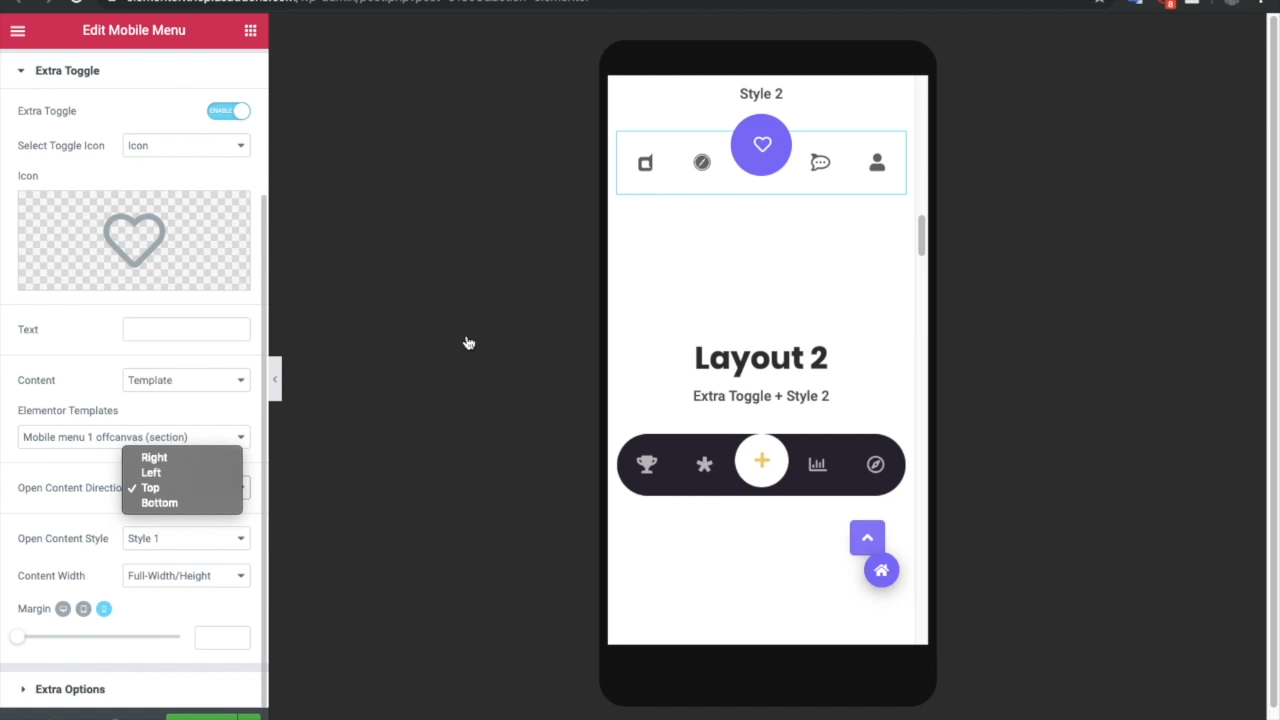 8
Edit Mobile Menu
Extra Toggle
Extra Toggle
ENABLE
Select Toggle Icon
Icon
Icon
Text
Content
Template
Elementor Templates
Mobile menu 1 offcanvas (section)
Right
Left
Open Content Directio
✓ Top
Bottom
Open Content Style
Style 1
Content Width
Full-Width/Height
Margin
Extra Options
Style 2
Layout 2
Extra Toggle + Style 2